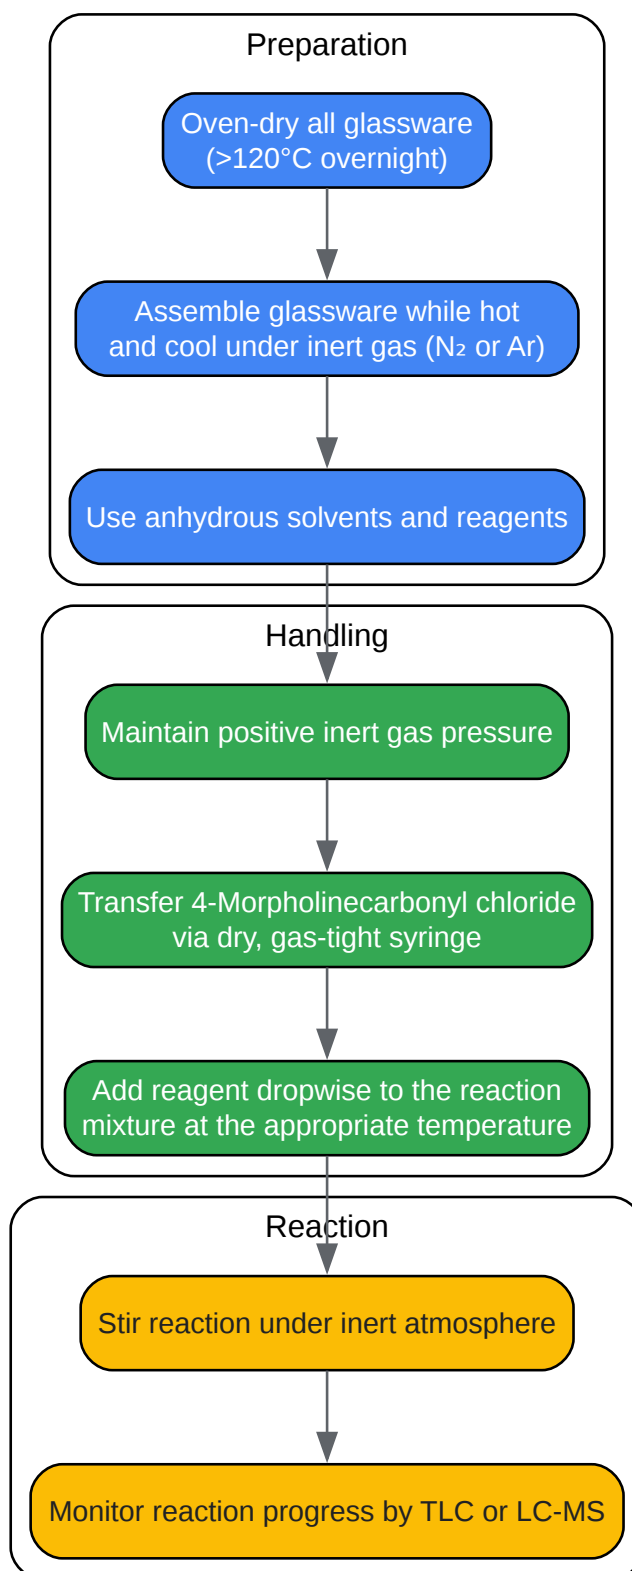 Preparation
Oven-dry all glassware
(>120°C overnight)
Assemble glassware while hot
and cool under inert gas (N₂ or Ar)
Use anhydrous solvents and reagents
Handling
Maintain positive inert gas pressure
Transfer 4-Morpholinecarbonyl chloride
via dry, gas-tight syringe
Add reagent dropwise to the reaction
mixture at the appropriate temperature
Reaction
Stir reaction under inert atmosphere
Monitor reaction progress by TLC or LC-MS